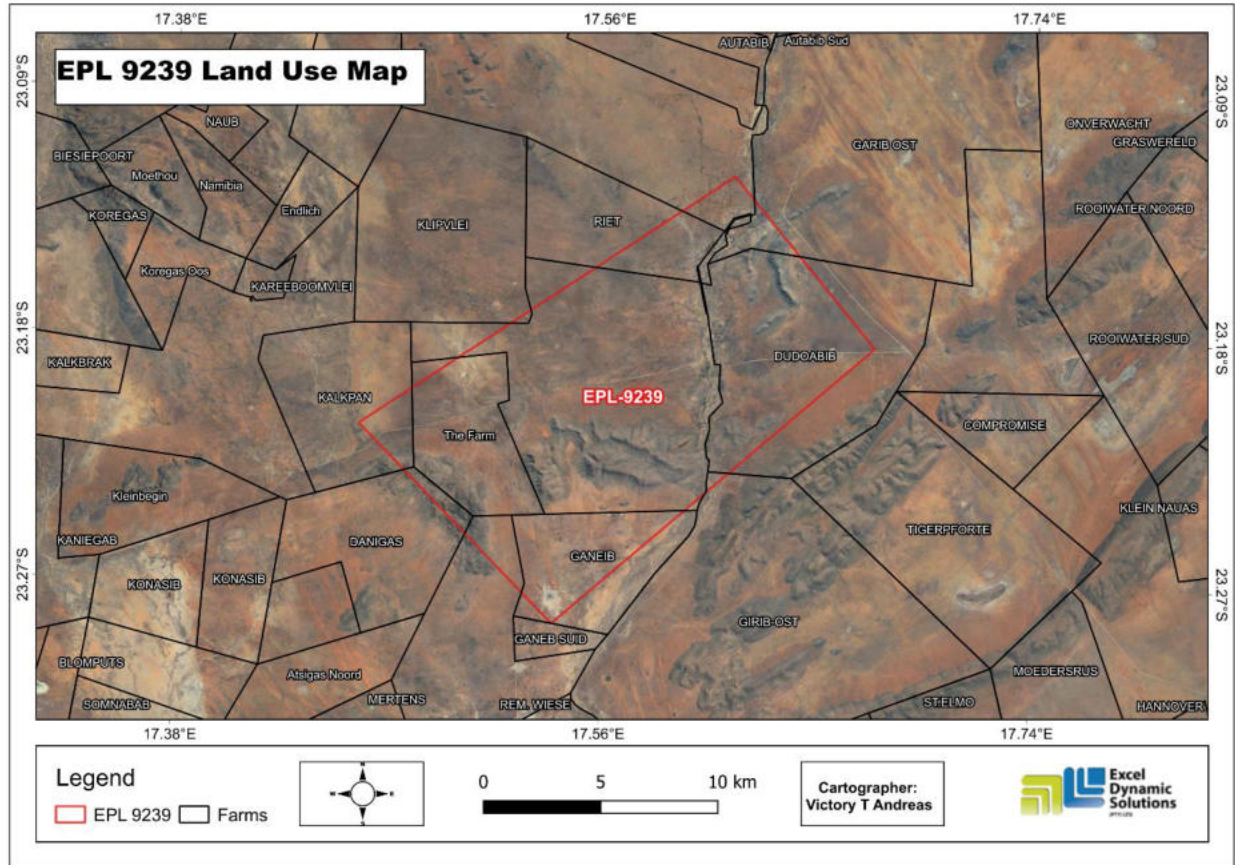 17.38°E
17.56°E
17.74°E
EPL 9239 Land Use Map
23.09°S
23.09°S
AUTABIB
Autabib Sud
NAUB
BIESIEPOORT
Moethou
Namibia
Endlich
KOREGAS
Koregas Oos
KAREEBOOMVLEI
KLIPVLEI
RIET
GARIB OST
ONVERWACHT
GRASWERELD
ROOIWATER NOORD
23.18°S
23.18°S
ROOIWATER SUD
KALKBRAK
KALKPAN
The Farm
EPL-9239
DUDOABIB
COMPROMISE
Kleinbegin
KANIEGAB
KONASIB
KONASIB
DANIGAS
GANEIB
TIGERPFORTE
KLEIN NAUAS
23.27°S
23.27°S
GIRIB-OST
GANEB SUID
BLOMPUTS
Atsigas Noord
MOEDERSRUS
SOMNABAB
MERTENS
REM. WIESE
ST.ELMO
HANNOVER
17.38°E
17.56°E
17.74°E
Legend
EPL 9239
Farms
N
E
S
0
5
10 km
Cartographer:
Victory T Andreas
Excel
Dynamic
Solutions
(PTY) LTD